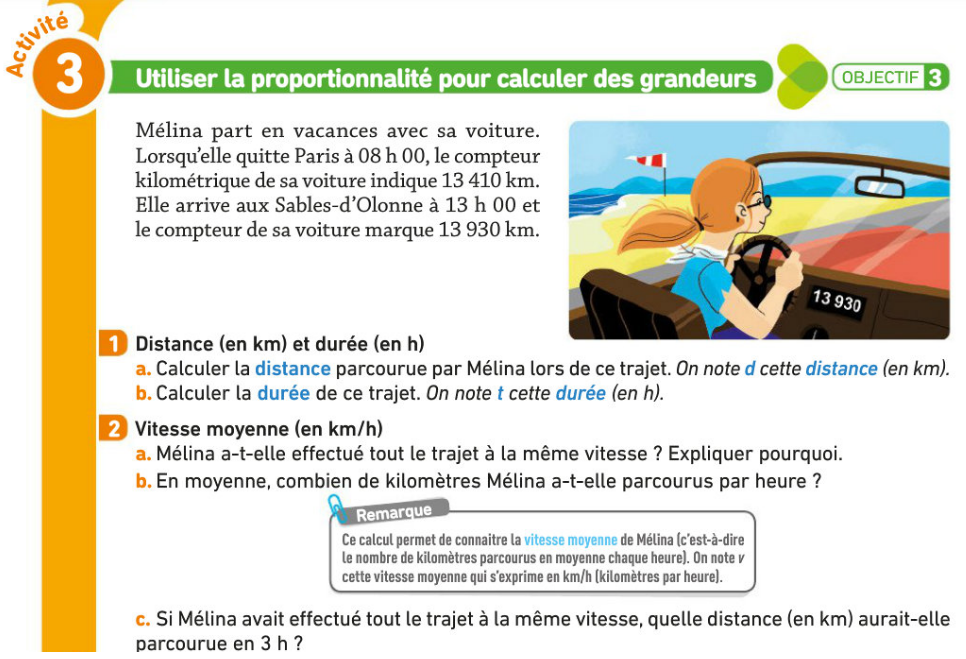 Activité
3
Utiliser la proportionnalité pour calculer des grandeurs
OBJECTIF 3
Mélina part en vacances avec sa voiture.
Lorsqu'elle quitte Paris à 08 h 00, le compteur
kilométrique de sa voiture indique 13 410 km.
Elle arrive aux Sables-d'Olonne à 13 h 00 et
le compteur de sa voiture marque 13 930 km.
13 930
1 Distance (en km) et durée (en h)
a. Calculer la distance parcourue par Mélina lors de ce trajet. On note d cette distance (en km).
b. Calculer la durée de ce trajet. On note t cette durée (en h).
2 Vitesse moyenne (en km/h)
a. Mélina a-t-elle effectué tout le trajet à la même vitesse ? Expliquer pourquoi.
b. En moyenne, combien de kilomètres Mélina a-t-elle parcourus par heure ?
Remarque
Ce calcul permet de connaitre la vitesse moyenne de Mélina (c'est-à-dire
le nombre de kilomètres parcourus en moyenne chaque heure). On note v
cette vitesse moyenne qui s'exprime en km/h (kilomètres par heure).
c. Si Mélina avait effectué tout le trajet à la même vitesse, quelle distance (en km) aurait-elle
parcourue en 3 h ?